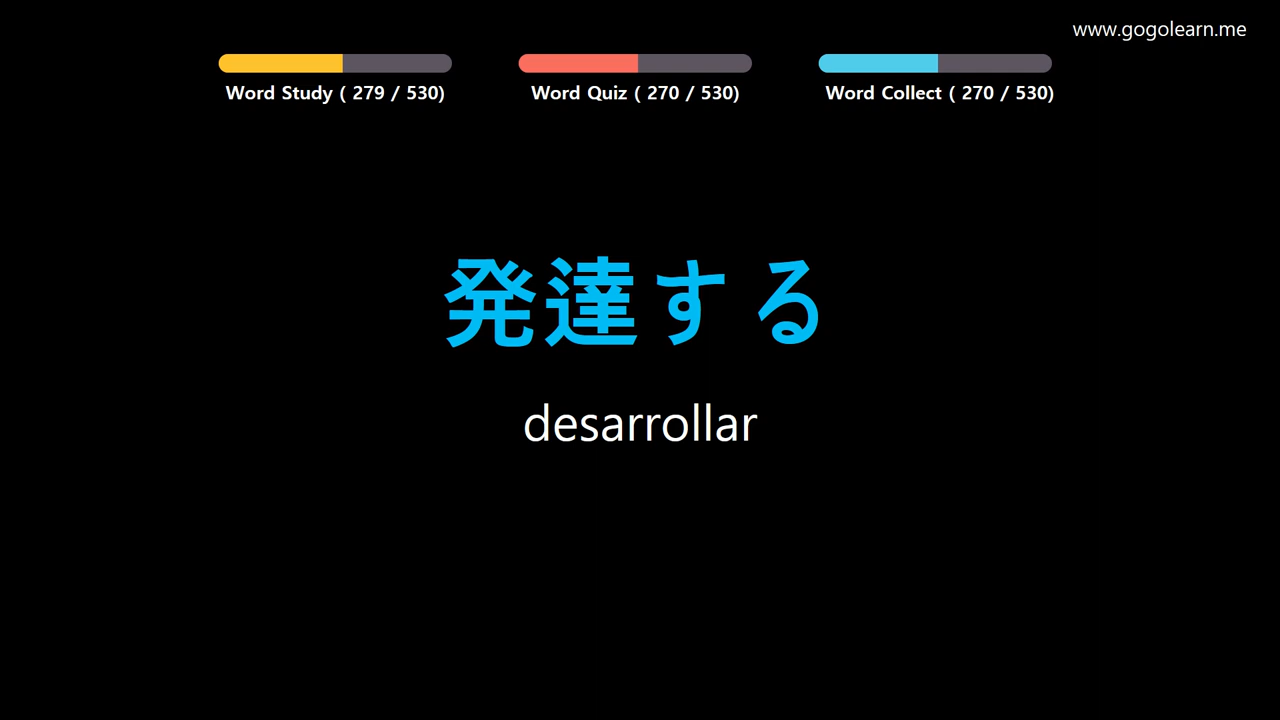 www.gogolearn.me
Word Study ( 279 / 530)
Word Quiz ( 270 / 530)
Word Collect ( 270 / 530)
発達する
desarrollar